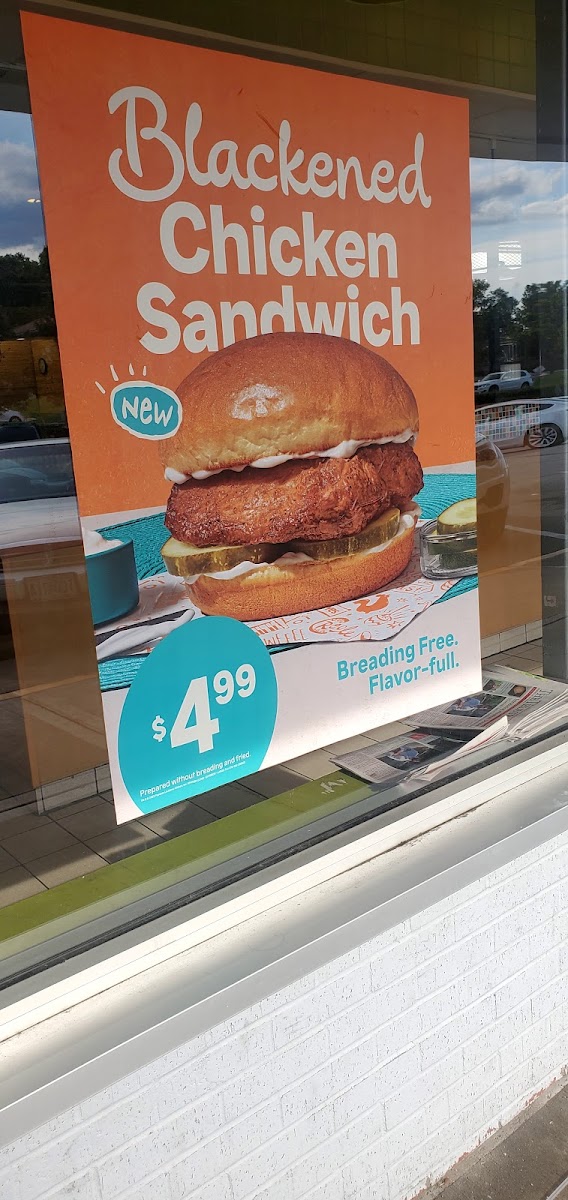 Blackened
Chicken
Sandwich
New
Breading Free.
Flavor-full.
$4 99
Prepared without breading and fried.